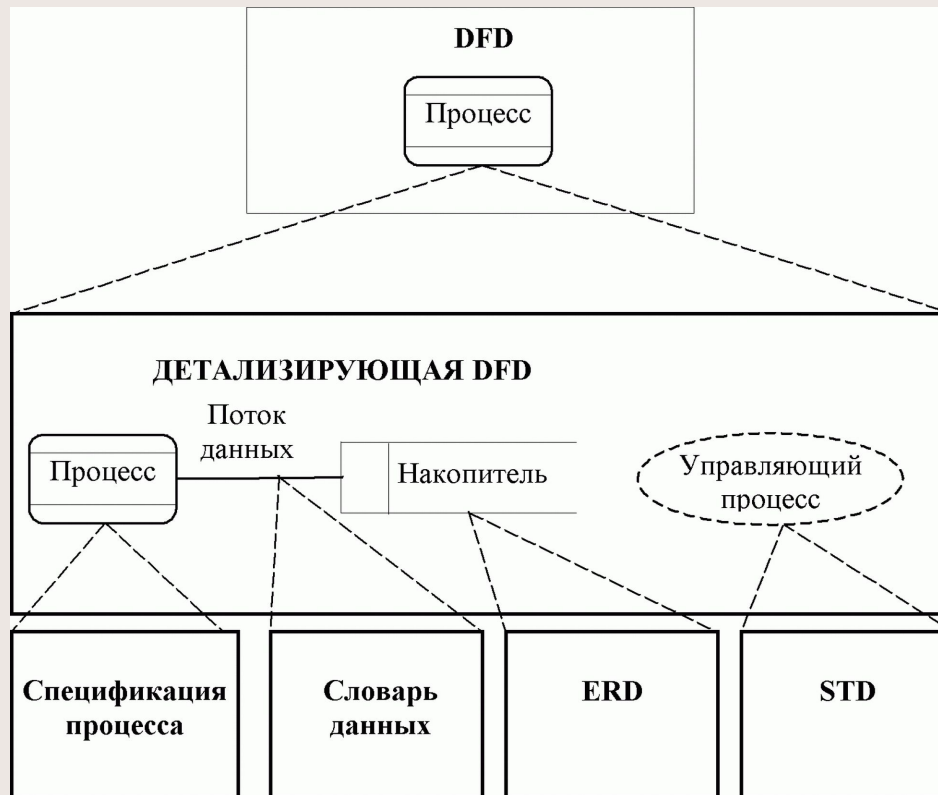 DFD
Процесс
ДЕТАЛИЗИРУЮЩАЯ DFD
Поток
данных
Процесс
Накопитель
Управляющий
процесс
Спецификация
процесса
Словарь
данных
ERD
STD